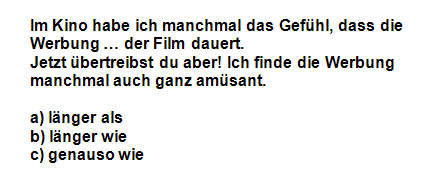 Im Kino habe ich manchmal das Gefühl, dass die
Werbung … der Film dauert.
Jetzt übertreibst du aber! Ich finde die Werbung
manchmal auch ganz amüsant.
a) länger als
b) länger wie
c) genauso wie